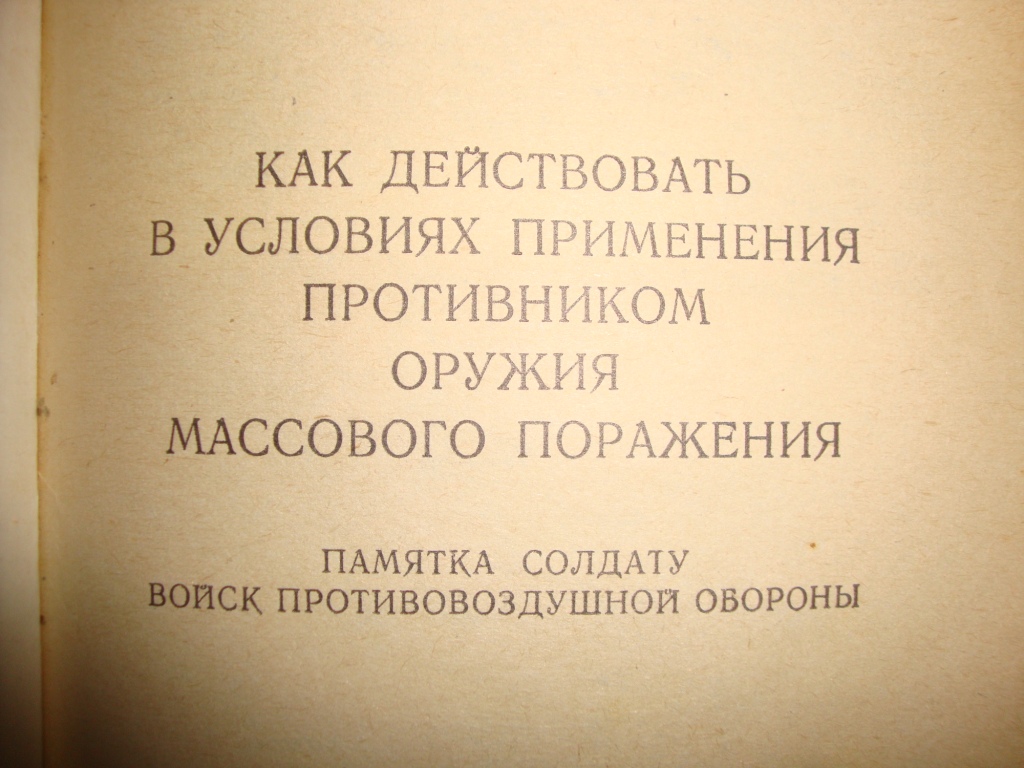 КАК ДЕЙСТВОВАТЬ
В УСЛОВИЯХ ПРИМЕНЕНИЯ
ПРОТИВНИКОМ
ОРУЖИЯ
МАССОВОГО ПОРАЖЕНИЯ
ПАМЯТКА СОЛДАТУ
ВОЙСК ПРОТИВОВОЗДУШНОЙ ОБОРОНЫ